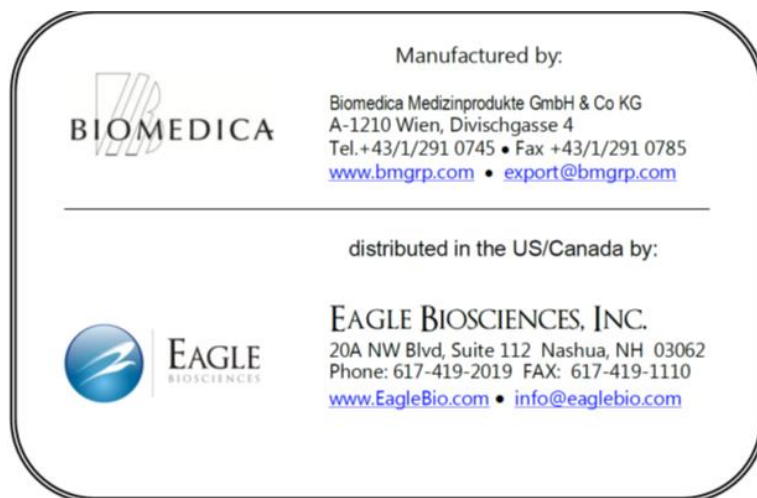 Manufactured by:
BIOMEDICA
Biomedica Medizinprodukte GmbH & Co KG
A-1210 Wien, Divischgasse 4
Tel.+43/1/291 0745 • Fax +43/1/291 0785
www.bmgrp.com • export@bmgrp.com
distributed in the US/Canada by:
EAGLE
BIOSCIENCES
EAGLE BIOSCIENCES, INC.
20A NW Blvd, Suite 112 Nashua, NH 03062
Phone: 617-419-2019 FAX: 617-419-1110
www.EagleBio.com • info@eaglebio.com